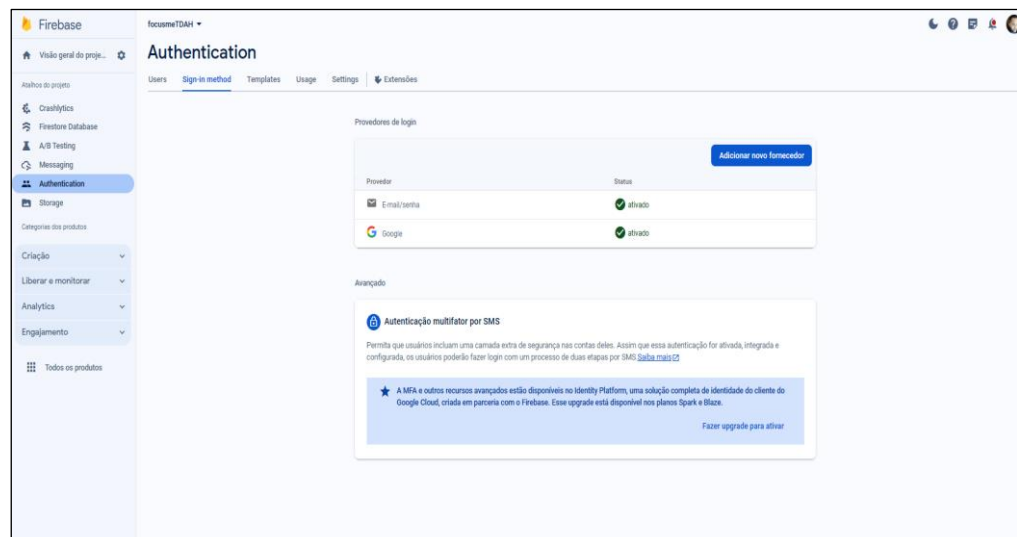 Firebase
Visão geral do proje...
Atalhos do projeto
Crashlytics
Firestore Database
A/B Testing
Messaging
Authentication
Storage
Categorias dos produtos
Criação
Liberar e monitorar
Analytics
Engajamento
Todos os produtos
focusmeTDAH
Authentication
Users Sign-in method Templates Usage Settings Extensões
Provedores de login
Adicionar novo fornecedor
Provedor Status
E-mail/senha ativado
Google ativado
Avançado
Autenticação multifator por SMS
Permita que usuários incluam uma camada extra de segurança nas contas deles. Assim que essa autenticação for ativada, integrada e
configurada, os usuários poderão fazer login com um processo de duas etapas por SMS.Saiba mais
A MFA e outros recursos avançados estão disponíveis no Identity Platform, uma solução completa de identidade do cliente do
Google Cloud, criada em parceria com o Firebase. Esse upgrade está disponível nos planos Spark e Blaze.
Fazer upgrade para ativar